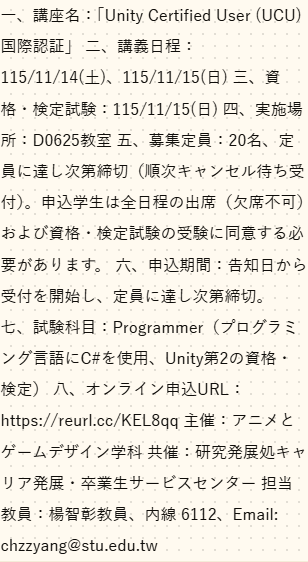 一、講座名：「Unity Certified User (UCU)
国際認証」 二、講義日程：
115/11/14(土)、115/11/15(日) 三、資
格・検定試験：115/11/15(日) 四、実施場
所：D0625教室 五、募集定員：20名、定
員に達し次第締切（順次キャンセル待ち受
付）。申込学生は全日程の出席（欠席不可）
および資格・検定試験の受験に同意する必
要があります。 六、申込期間：告知日から
受付を開始し、定員に達し次第締切。
七、試験科目：Programmer（プログラミ
ング言語にC#を使用、Unity第2の資格・
検定） 八、オンライン申込URL：
https://reurl.cc/KEL8qq 主催：アニメと
ゲームデザイン学科 共催：研究発展処キャ
リア発展・卒業生サービスセンター 担当
教員：楊智彰教員、内線 6112、Email:
chzzyang@stu.edu.tw